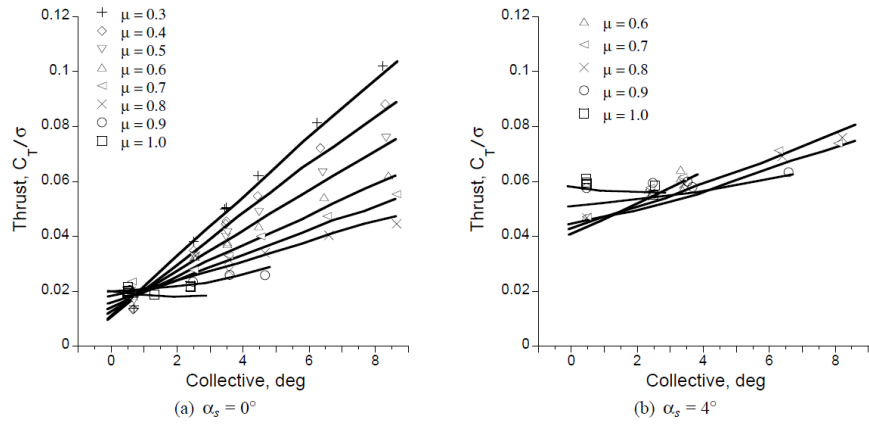 0.12
0.1
0.08
0.06
0.04
0.02
0
Thrust, C_T/σ
μ = 0.3
μ = 0.4
μ = 0.5
μ = 0.6
μ = 0.7
μ = 0.8
μ = 0.9
μ = 1.0
0 2 4 6 8
Collective, deg
(a) α_s = 0°
0.12
0.1
0.08
0.06
0.04
0.02
0
Thrust, C_T/σ
μ = 0.6
μ = 0.7
μ = 0.8
μ = 0.9
μ = 1.0
0 2 4 6 8
Collective, deg
(b) α_s = 4°